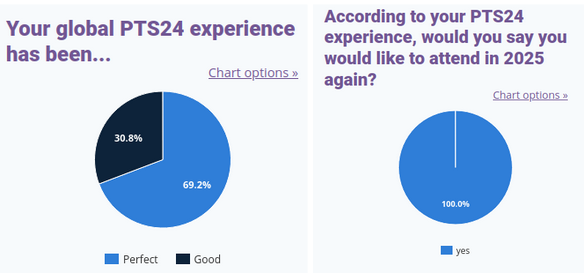 Your global PTS24 experience
has been...
Chart options »
30.8%
69.2%
Perfect Good
According to your PTS24
experience, would you say you
would like to attend in 2025
again?
Chart options »
100.0%
yes